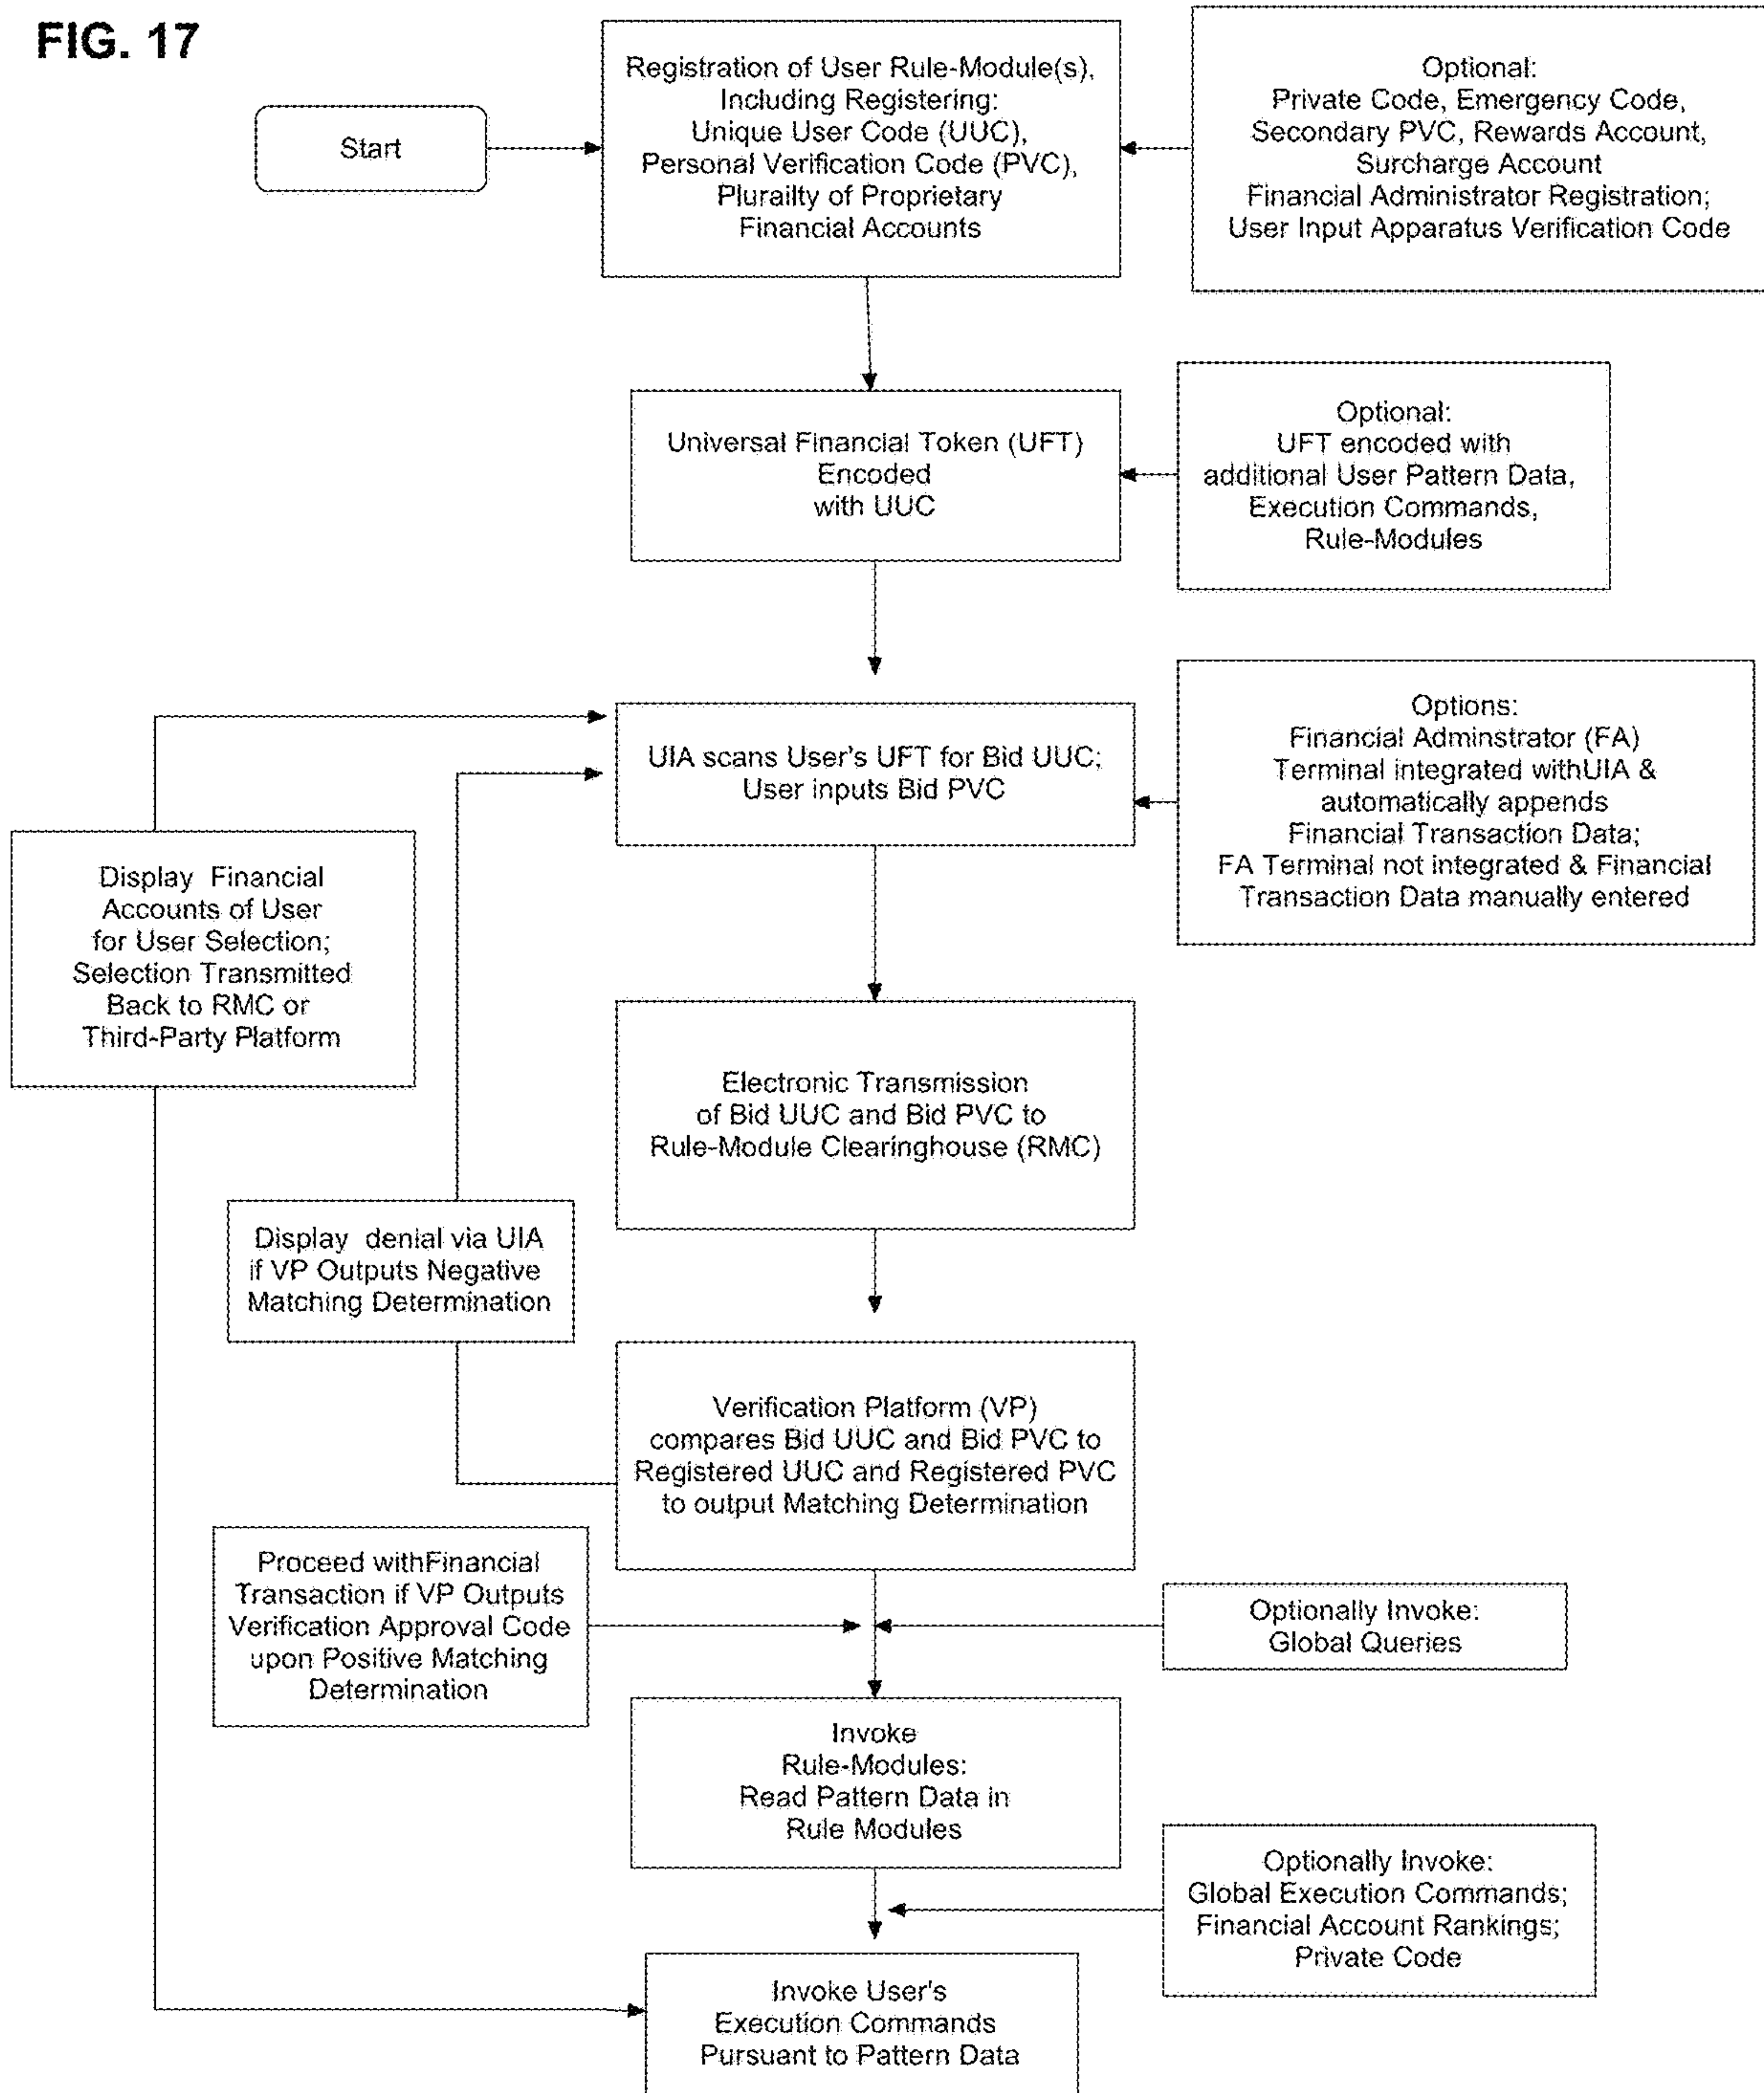 FIG. 17
Start
Registration of User Rule-Module(s),
Including Registering:
Unique User Code (UUC),
Personal Verification Code (PVC),
Plurailty of Proprietary
Financial Accounts
Optional:
Private Code, Emergency Code,
Secondary PVC, Rewards Account,
Surcharge Account
Financial Administrator Registration;
User Input Apparatus Verification Code
Universal Financial Token (UFT)
Encoded
with UUC
Optional:
UFT encoded with
additional User Pattern Data,
Execution Commands,
Rule-Modules
UIA scans User's UFT for Bid UUC;
User inputs Bid PVC
Options:
Financial Adminstrator (FA)
Terminal integrated withUIA &
automatically appends
Financial Transaction Data;
FA Terminal not integrated & Financial
Transaction Data manually entered
Display Financial
Accounts of User
for User Selection;
Selection Transmitted
Back to RMC or
Third-Party Platform
Electronic Transmission
of Bid UUC and Bid PVC to
Rule-Module Clearinghouse (RMC)
Display denial via UIA
if VP Outputs Negative
Matching Determination
Verification Platform (VP)
compares Bid UUC and Bid PVC to
Registered UUC and Registered PVC
to output Matching Determination
Proceed withFinancial
Transaction if VP Outputs
Verification Approval Code
upon Positive Matching
Determination
Optionally Invoke:
Global Queries
Invoke
Rule-Modules:
Read Pattern Data in
Rule Modules
Optionally Invoke:
Global Execution Commands;
Financial Account Rankings;
Private Code
Invoke User's
Execution Commands
Pursuant to Pattern Data